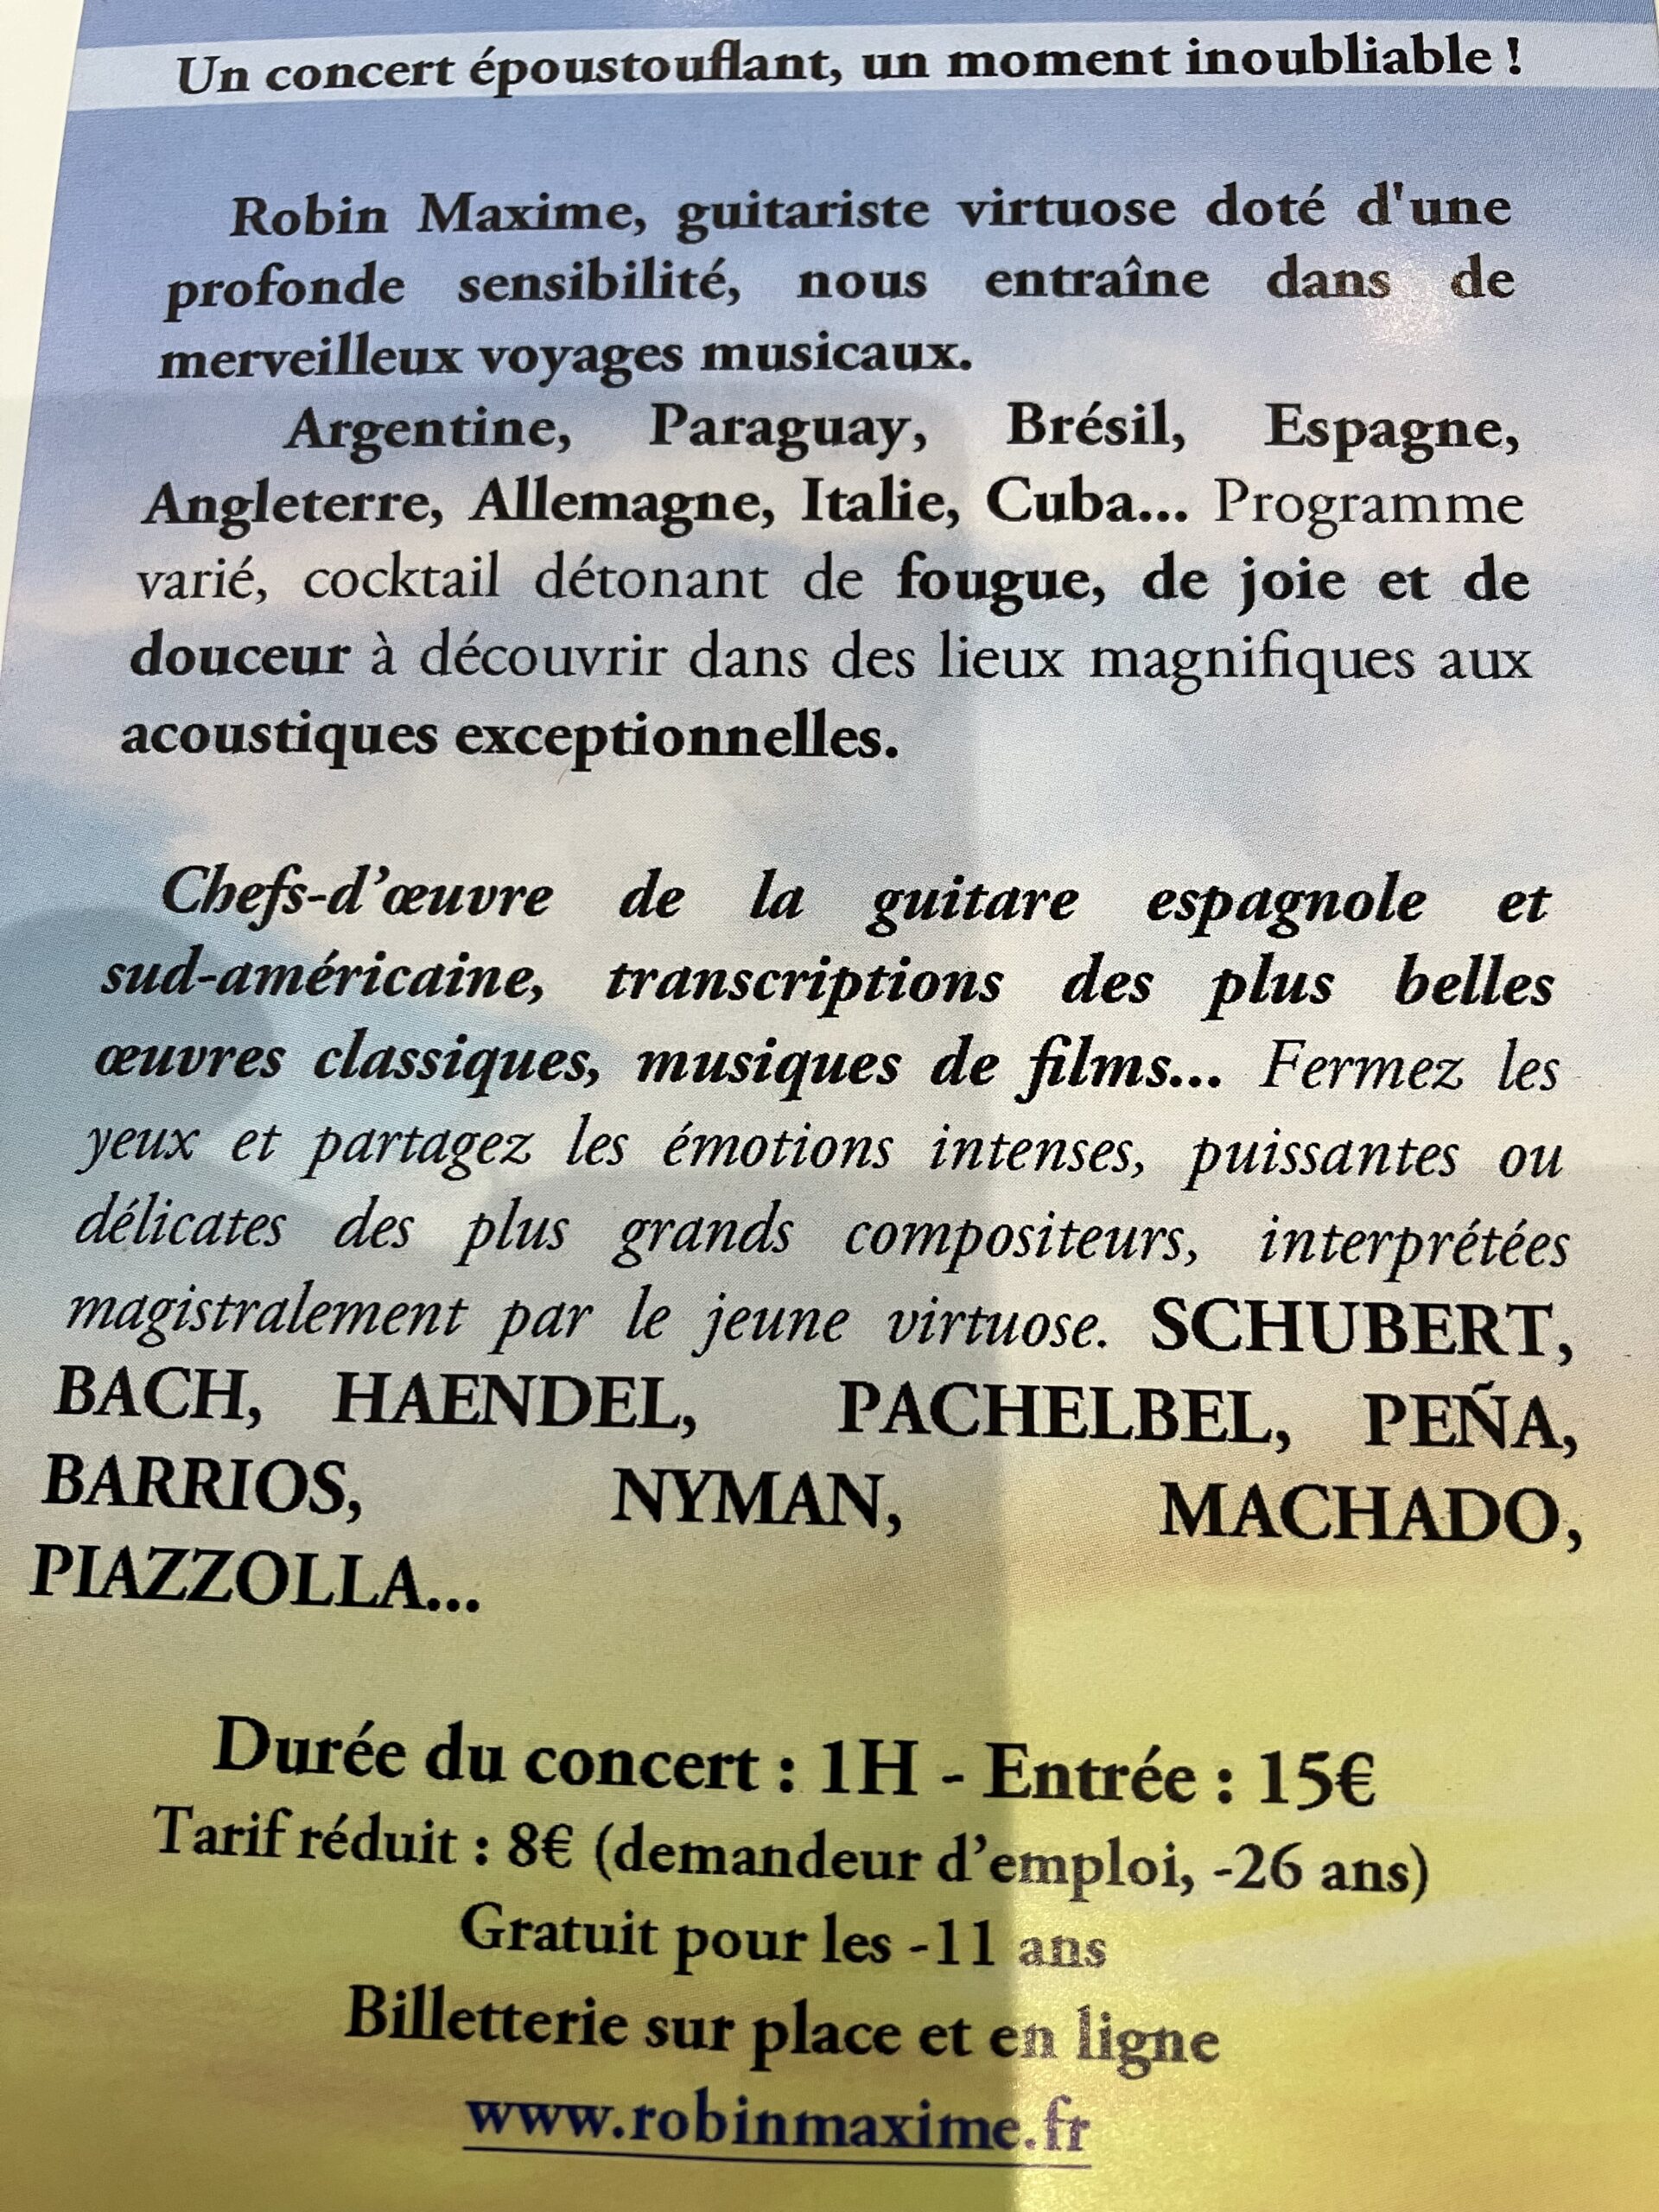 Un concert époustouflant, un moment inoubliable !
Robin Maxime, guitariste virtuose doté d'une
profonde sensibilité, nous entraîne dans de
merveilleux voyages musicaux.
Argentine, Paraguay, Brésil, Espagne,
Angleterre, Allemagne, Italie, Cuba... Programme
varié, cocktail détonant de fougue, de joie et de
douceur à découvrir dans des lieux magnifiques aux
acoustiques exceptionnelles.
Chefs-d’œuvre de la guitare espagnole et
sud-américaine, transcriptions des plus belles
œuvres classiques, musiques de films... Fermez les
yeux et partagez les émotions intenses, puissantes ou
délicates des plus grands compositeurs, interprétées
magistralement par le jeune virtuose. SCHUBERT,
BACH, HAENDEL, PACHELBEL, PEÑA,
BARRIOS, NYMAN, MACHADO,
PIAZZOLLA...
Durée du concert : 1H - Entrée : 15€
Tarif réduit : 8€ (demandeur d’emploi, -26 ans)
Gratuit pour les -11 ans
Billetterie sur place et en ligne
www.robinmaxime.fr